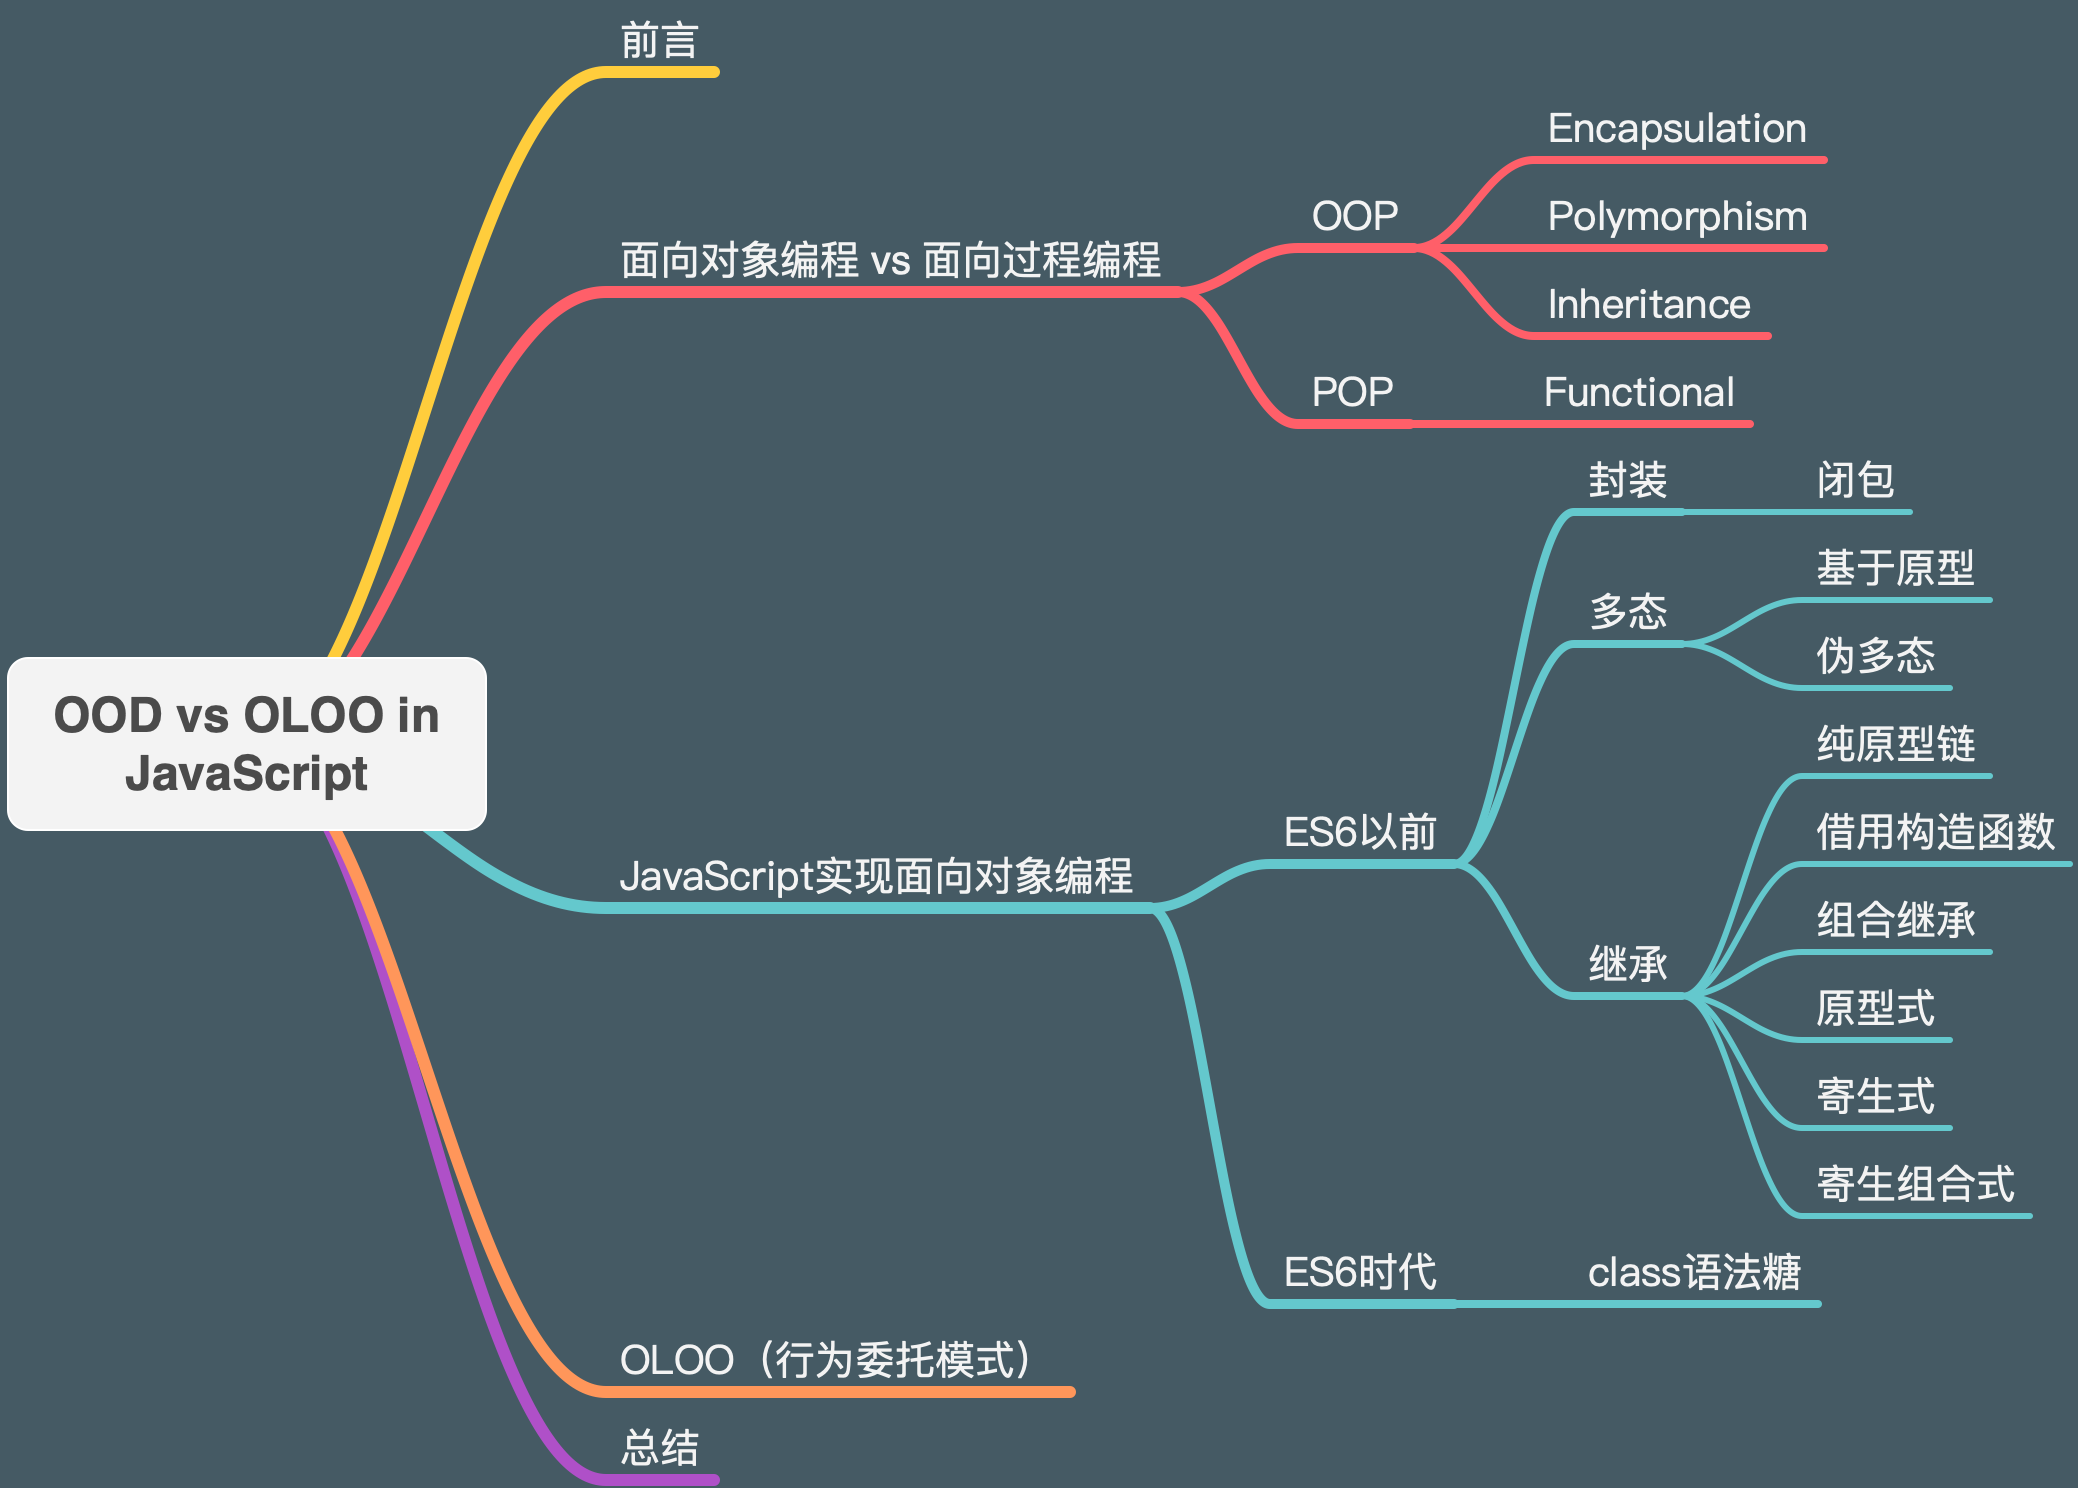 OOD vs OLOO in
JavaScript
前言
面向对象编程 vs 面向过程编程
OOP
Encapsulation
Polymorphism
Inheritance
POP
Functional
JavaScript实现面向对象编程
ES6以前
封装
闭包
多态
基于原型
伪多态
继承
纯原型链
借用构造函数
组合继承
原型式
寄生式
寄生组合式
ES6时代
class语法糖
OLOO（行为委托模式）
总结